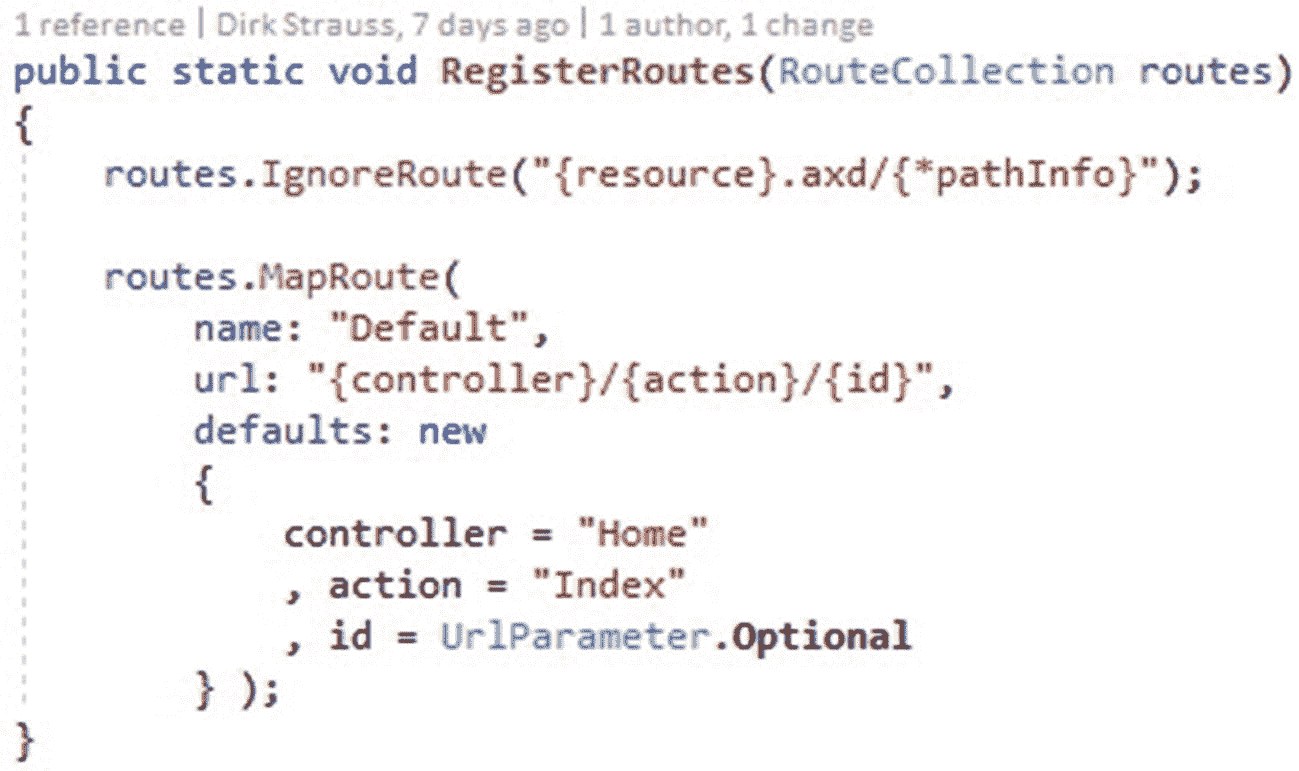 1 reference | Dirk Strauss, 7 days ago | 1 author, 1 change
public static void RegisterRoutes(RouteCollection routes)
{
    routes.IgnoreRoute("{resource}.axd/{*pathInfo}");

    routes.MapRoute(
        name: "Default",
        url: "{controller}/{action}/{id}",
        defaults: new
        {
            controller = "Home"
            , action = "Index"
            , id = UrlParameter.Optional
        } );
}